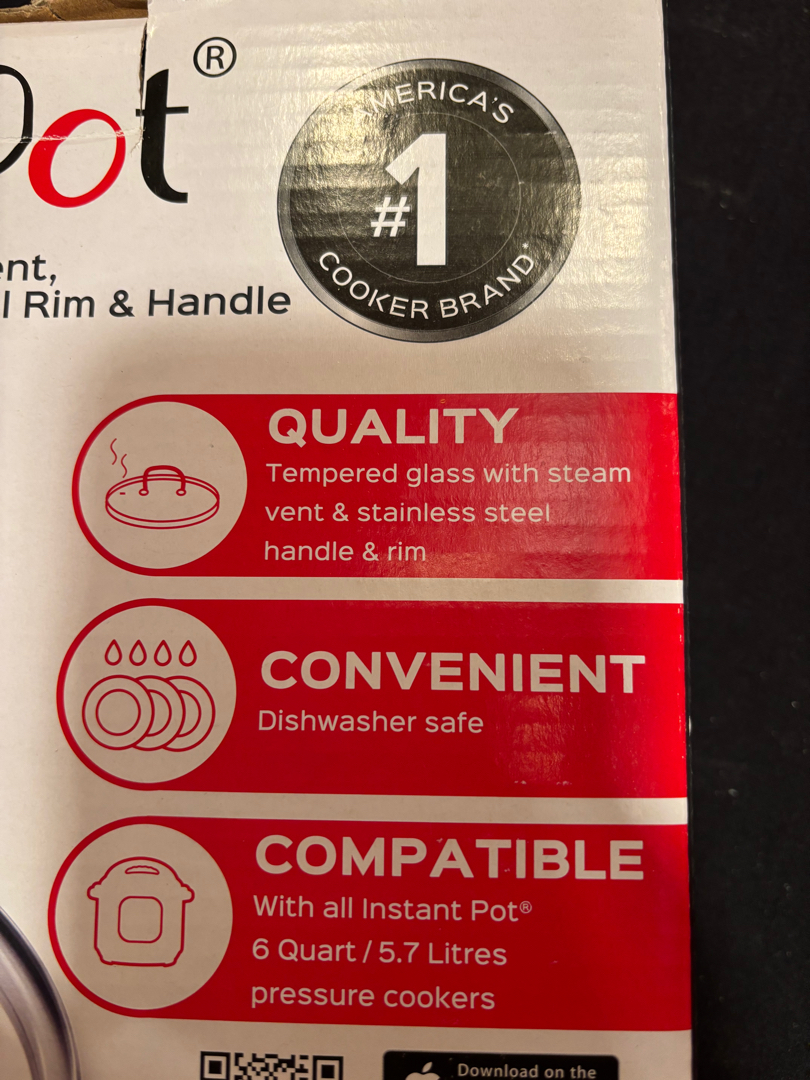 Pot®
AMERICA'S
#1
COOKER BRAND*
ent,
l Rim & Handle
QUALITY
Tempered glass with steam
vent & stainless steel
handle & rim
CONVENIENT
Dishwasher safe
COMPATIBLE
With all Instant Pot®
6 Quart / 5.7 Litres
pressure cookers
Download on the